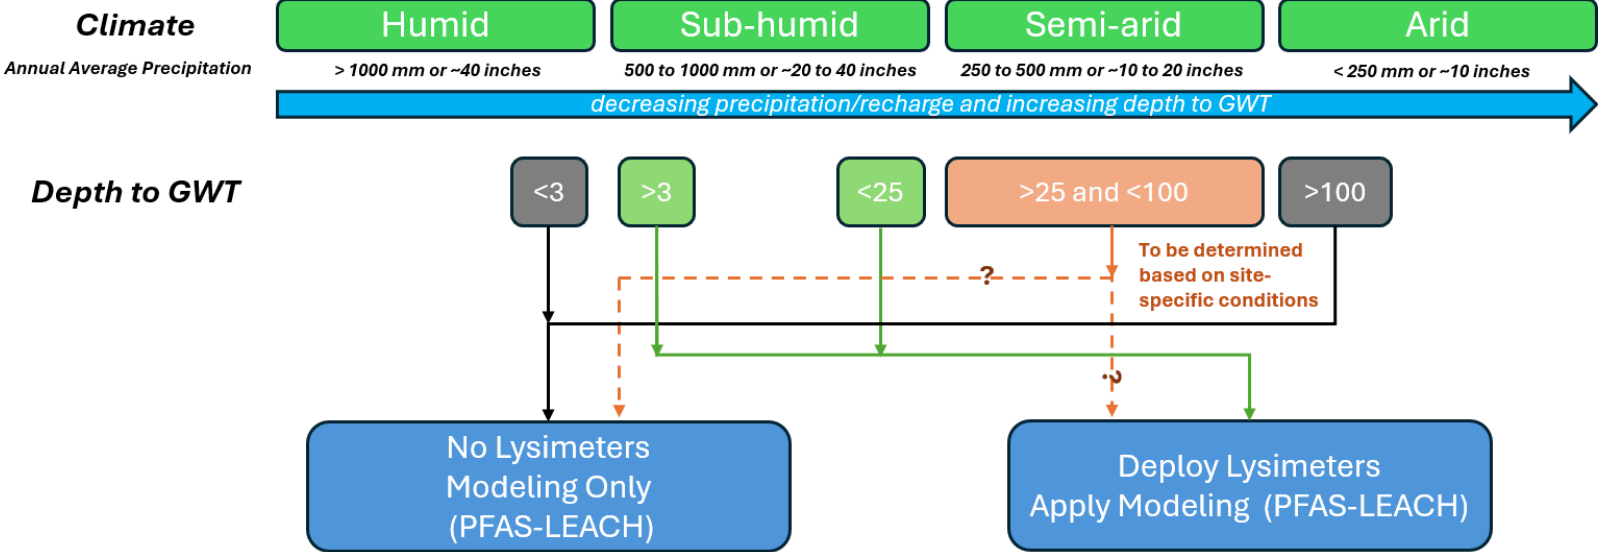 Climate
Humid
Sub-humid
Semi-arid
Arid
Annual Average Precipitation
> 1000 mm or ~40 inches
500 to 1000 mm or ~20 to 40 inches
250 to 500 mm or ~10 to 20 inches
< 250 mm or ~10 inches
decreasing precipitation/recharge and increasing depth to GWT
Depth to GWT
<3
>3
<25
>25 and <100
>100
To be determined
based on site-
specific conditions
?
?
No Lysimeters
Modeling Only
(PFAS-LEACH)
Deploy Lysimeters
Apply Modeling (PFAS-LEACH)